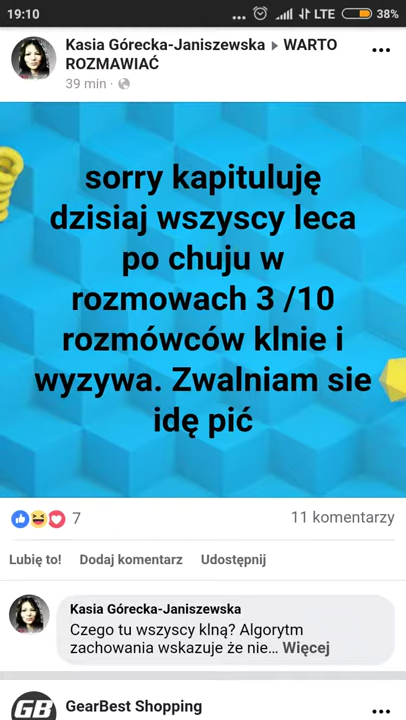 19:10 ... LTE 38%
Kasia Górecka-Janiszewska ▸ WARTO
ROZMAWIAĆ
39 min ·
sorry kapituluję
dzisiaj wszyscy leca
po chuju w
rozmowach 3 /10
rozmówców klnie i
wyzywa. Zwalniam sie
idę pić
7 11 komentarzy
Lubię to! Dodaj komentarz Udostępnij
Kasia Górecka-Janiszewska
Czego tu wszyscy klną? Algorytm
zachowania wskazuje że nie... Więcej
GB GearBest Shopping